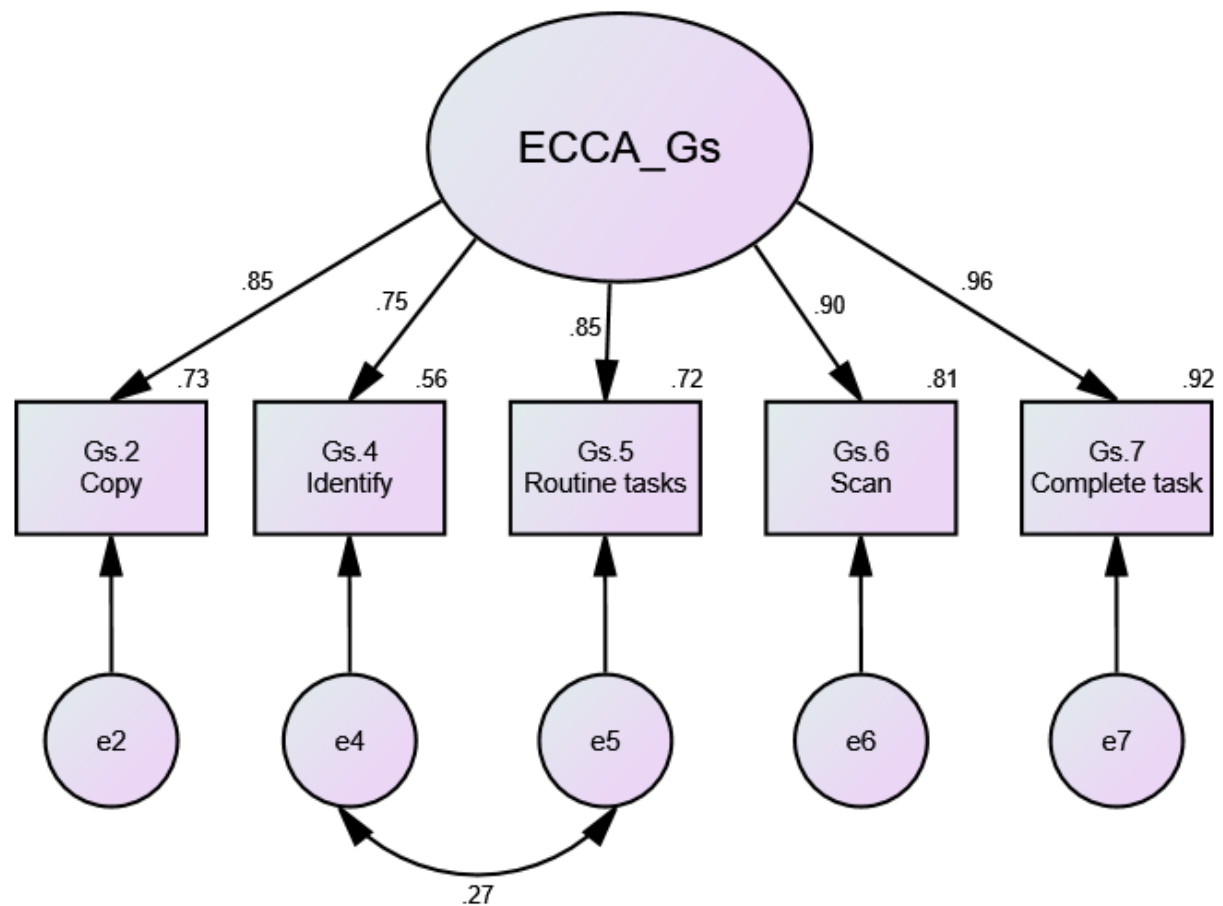 ECCA_Gs
.85
.75
.85
.90
.96
.73
.56
.72
.81
.92
Gs.2
Copy
Gs.4
Identify
Gs.5
Routine tasks
Gs.6
Scan
Gs.7
Complete task
e2
e4
e5
e6
e7
.27